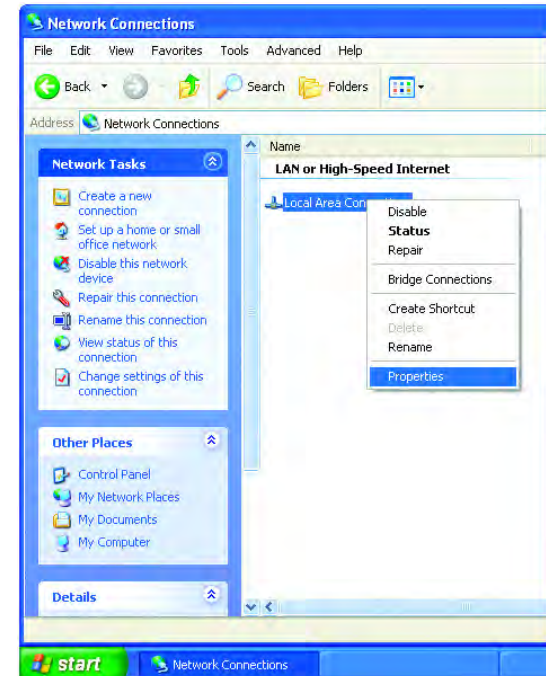 Network Connections
File Edit View Favorites Tools Advanced Help
Back Search Folders
Address Network Connections
Network Tasks
Create a new
connection
Set up a home or small
office network
Disable this network
device
Repair this connection
Rename this connection
View status of this
connection
Change settings of this
connection
Other Places
Control Panel
My Network Places
My Documents
My Computer
Details
Name
LAN or High-Speed Internet
Local Area
Disable
Status
Repair
Bridge Connections
Create Shortcut
Delete
Rename
Properties
start Network Connections